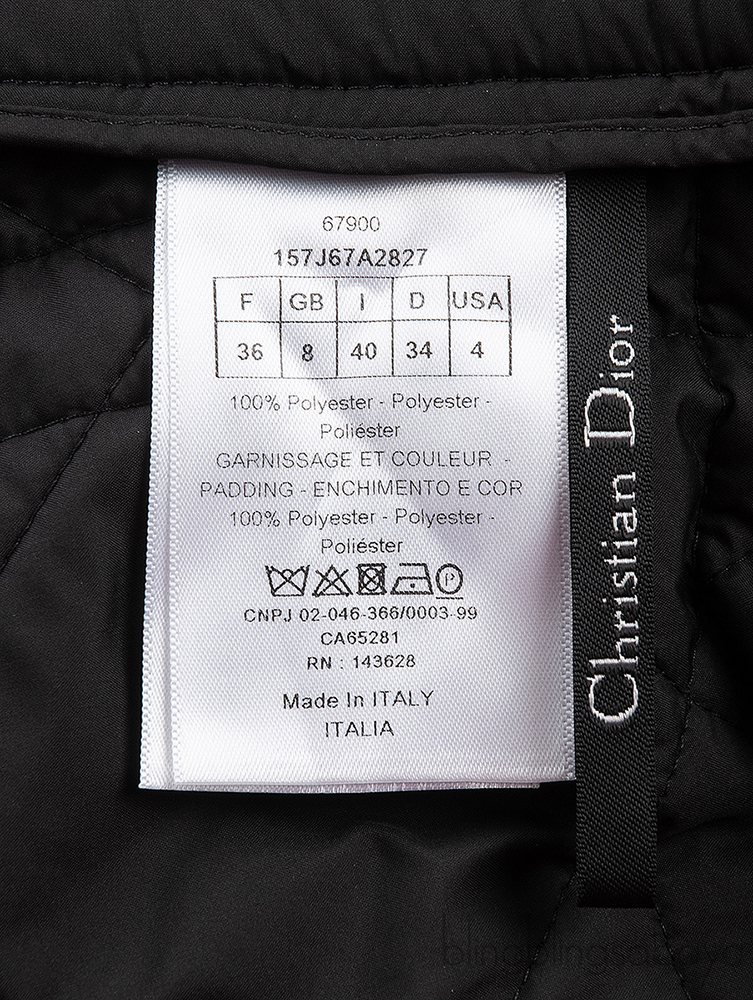 67900
157J67A2827
F GB I D USA
36 8 40 34 4
100% Polyester - Polyester -
Poliéster
GARNISSAGE ET COULEUR -
PADDING - ENCHIMENTO E COR
100% Polyester - Polyester -
Poliéster
P
CNPJ 02-046-366/0003-99
CA65281
RN : 143628
Made In ITALY
ITALIA
Christian Dior